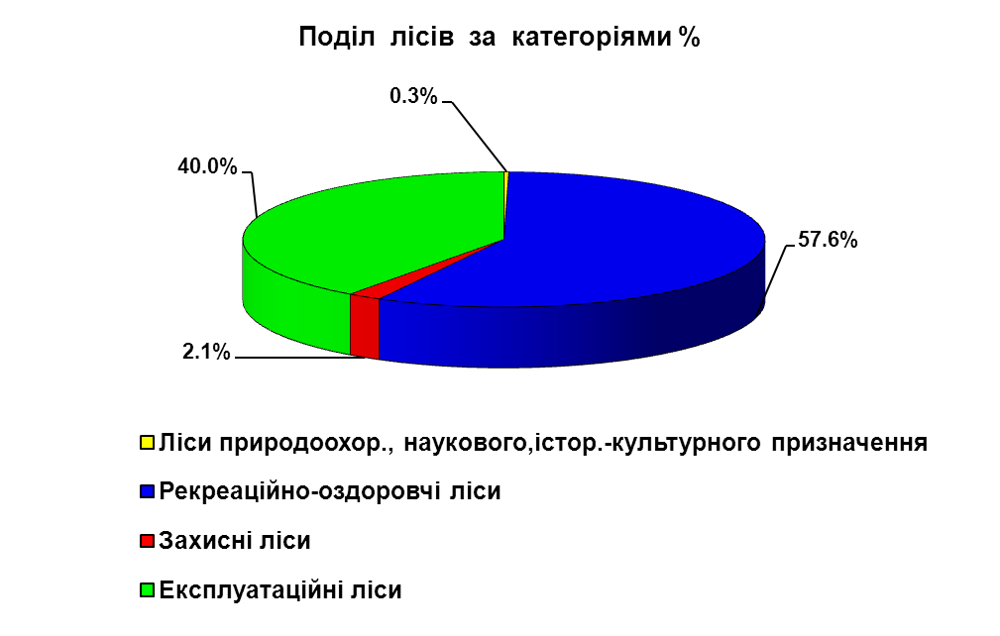 Поділ лісів за категоріями %
0.3%
40.0%
57.6%
2.1%
Ліси природоохор., наукового,істор.-культурного призначення
Рекреаційно-оздоровчі ліси
Захисні ліси
Експлуатаційні ліси